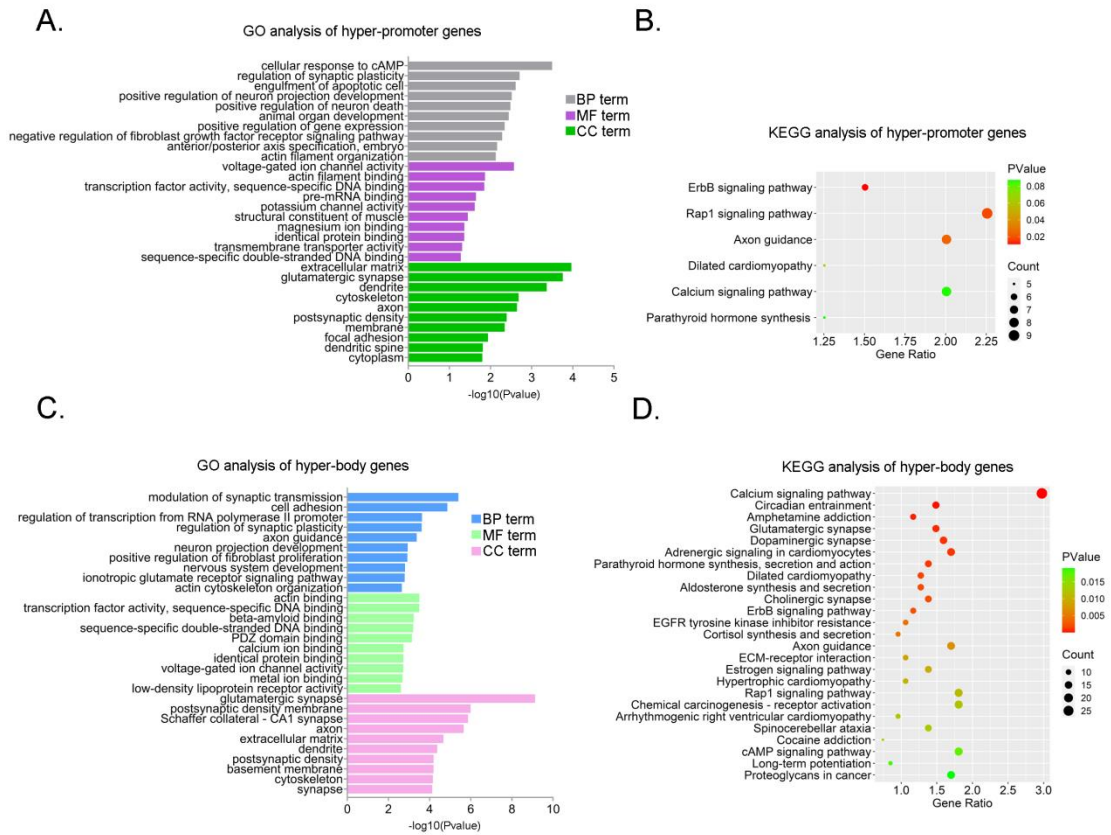 A.
GO analysis of hyper-promoter genes
cellular response to cAMP
regulation of synaptic plasticity
engulfment of apoptotic cell
positive regulation of neuron projection development
positive regulation of neuron death
animal organ development
positive regulation of gene expression
negative regulation of fibroblast growth factor receptor signaling pathway
anterior/posterior axis specification, embryo
actin filament organization
voltage-gated ion channel activity
actin filament binding
transcription factor activity, sequence-specific DNA binding
pre-mRNA binding
potassium channel activity
structural constituent of muscle
magnesium ion binding
identical protein binding
transmembrane transporter activity
sequence-specific double-stranded DNA binding
extracellular matrix
glutamatergic synapse
dendrite
cytoskeleton
axon
postsynaptic density
membrane
focal adhesion
dendritic spine
cytoplasm
0 1 2 3 4 5
-log10(Pvalue)
BP term
MF term
CC term
B.
KEGG analysis of hyper-promoter genes
ErbB signaling pathway
Rap1 signaling pathway
Axon guidance
Dilated cardiomyopathy
Calcium signaling pathway
Parathyroid hormone synthesis
1.25 1.50 1.75 2.00 2.25
Gene Ratio
PValue
0.08
0.06
0.04
0.02
Count
5
6
7
8
9
C.
GO analysis of hyper-body genes
modulation of synaptic transmission
cell adhesion
regulation of transcription from RNA polymerase II promoter
regulation of synaptic plasticity
axon guidance
neuron projection development
positive regulation of fibroblast proliferation
nervous system development
ionotropic glutamate receptor signaling pathway
actin cytoskeleton organization
actin binding
transcription factor activity, sequence-specific DNA binding
beta-amyloid binding
sequence-specific double-stranded DNA binding
PDZ domain binding
calcium ion binding
identical protein binding
voltage-gated ion channel activity
metal ion binding
low-density lipoprotein receptor activity
glutamatergic synapse
postsynaptic density membrane
Schaffer collateral - CA1 synapse
axon
extracellular matrix
dendrite
postsynaptic density
basement membrane
cytoskeleton
synapse
0 2 4 6 8 10
-log10(Pvalue)
BP term
MF term
CC term
D.
KEGG analysis of hyper-body genes
Calcium signaling pathway
Circadian entrainment
Amphetamine addiction
Glutamatergic synapse
Dopaminergic synapse
Adrenergic signaling in cardiomyocytes
Parathyroid hormone synthesis, secretion and action
Dilated cardiomyopathy
Aldosterone synthesis and secretion
Cholinergic synapse
ErbB signaling pathway
EGFR tyrosine kinase inhibitor resistance
Cortisol synthesis and secretion
Axon guidance
ECM-receptor interaction
Estrogen signaling pathway
Hypertrophic cardiomyopathy
Rap1 signaling pathway
Chemical carcinogenesis - receptor activation
Arrhythmogenic right ventricular cardiomyopathy
Spinocerebellar ataxia
Cocaine addiction
cAMP signaling pathway
Long-term potentiation
Proteoglycans in cancer
1.0 1.5 2.0 2.5 3.0
Gene Ratio
PValue
0.015
0.010
0.005
Count
10
15
20
25